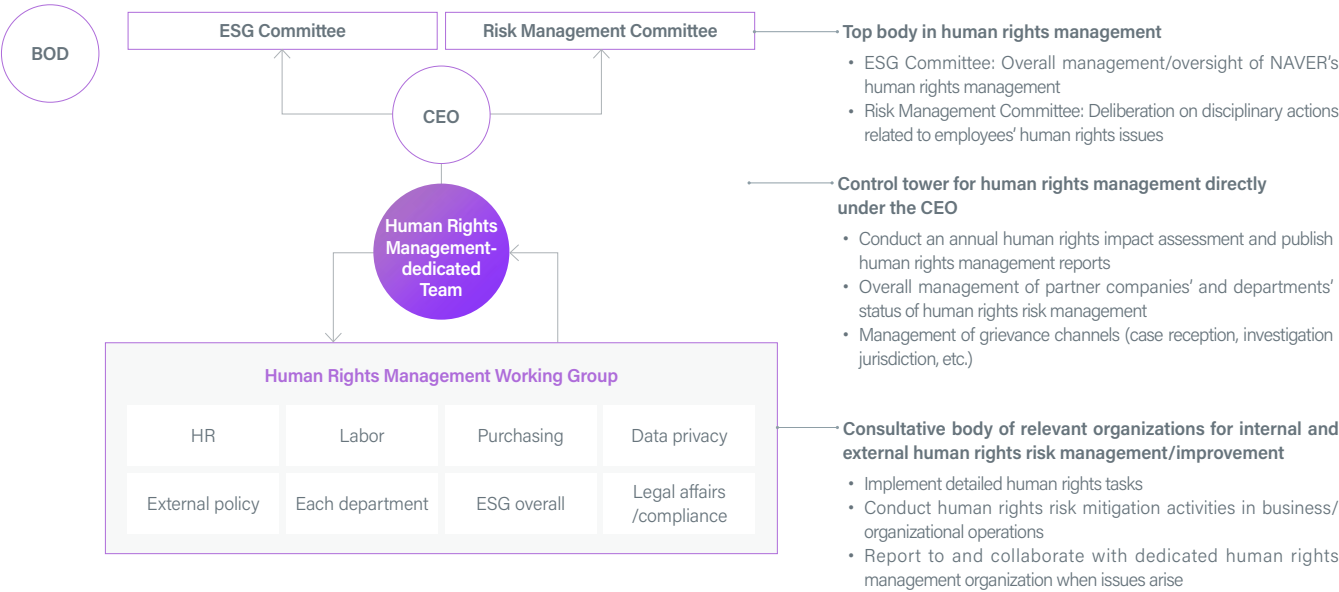 BOD
ESG Committee
Risk Management Committee
CEO
Human Rights
Management-
dedicated
Team
Human Rights Management Working Group
HR
Labor
Purchasing
Data privacy
External policy
Each department
ESG overall
Legal affairs
/compliance
Top body in human rights management
• ESG Committee: Overall management/oversight of NAVER’s
human rights management
• Risk Management Committee: Deliberation on disciplinary actions
related to employees’ human rights issues
Control tower for human rights management directly
under the CEO
• Conduct an annual human rights impact assessment and publish
human rights management reports
• Overall management of partner companies’ and departments’
status of human rights risk management
• Management of grievance channels (case reception, investigation
jurisdiction, etc.)
Consultative body of relevant organizations for internal and
external human rights risk management/improvement
• Implement detailed human rights tasks
• Conduct human rights risk mitigation activities in business/
organizational operations
• Report to and collaborate with dedicated human rights
management organization when issues arise